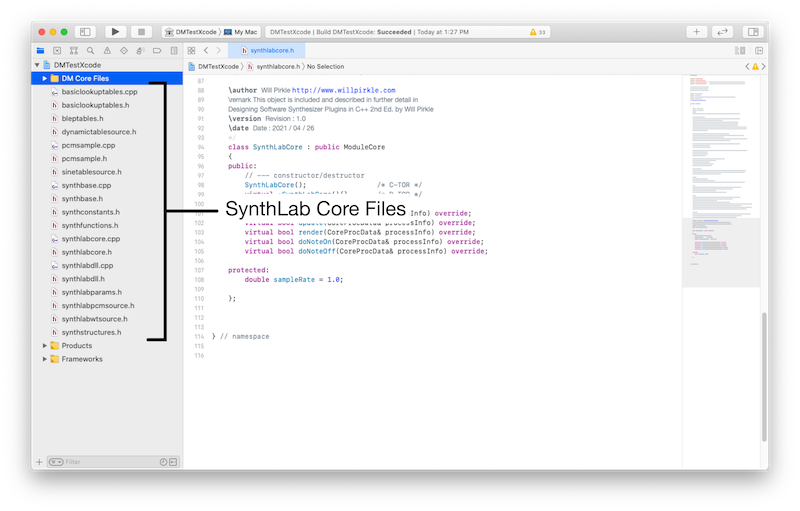 DMTestXcode
My Mac
DMTestXcode | Build DMTestXcode: Succeeded | Today at 1:27 PM
33
synthlabcore.h
DMTestXcode
DM Core Files
basiclookuptables.cpp
basiclookuptables.h
bleptables.h
dynamictablesource.h
pcmsample.cpp
pcmsample.h
sinetablesource.h
synthbase.cpp
synthbase.h
synthconstants.h
synthfunctions.h
synthlabcore.cpp
synthlabcore.h
synthlabdll.cpp
synthlabdll.h
synthlabparams.h
synthlabpcmsource.h
synthlabwtsource.h
synthstructures.h
Products
Frameworks
Filter
SynthLab Core Files
DMTestXcode
synthlabcore.h
No Selection
87
88 \author Will Pirkle http://www.willpirkle.com
89 \remark This object is included and described in further detail in
90 Designing Software Synthesizer Plugins in C++ 2nd Ed. by Will Pirkle
91 \version Revision : 1.0
92 \date Date : 2021 / 04 / 26
93 */
94 class SynthLabCore : public ModuleCore
95 {
96 public:
97 // --- constructor/destructor
98 SynthLabCore(); /* C-TOR */
99
101 Info) override;
102 virtual bool update(CoreProcData& processInfo) override;
103 virtual bool render(CoreProcData& processInfo) override;
104 virtual bool doNoteOn(CoreProcData& processInfo) override;
105 virtual bool doNoteOff(CoreProcData& processInfo) override;
106
107 protected:
108 double sampleRate = 1.0;
109
110 };
111
112
113
114 } // namespace
115
116